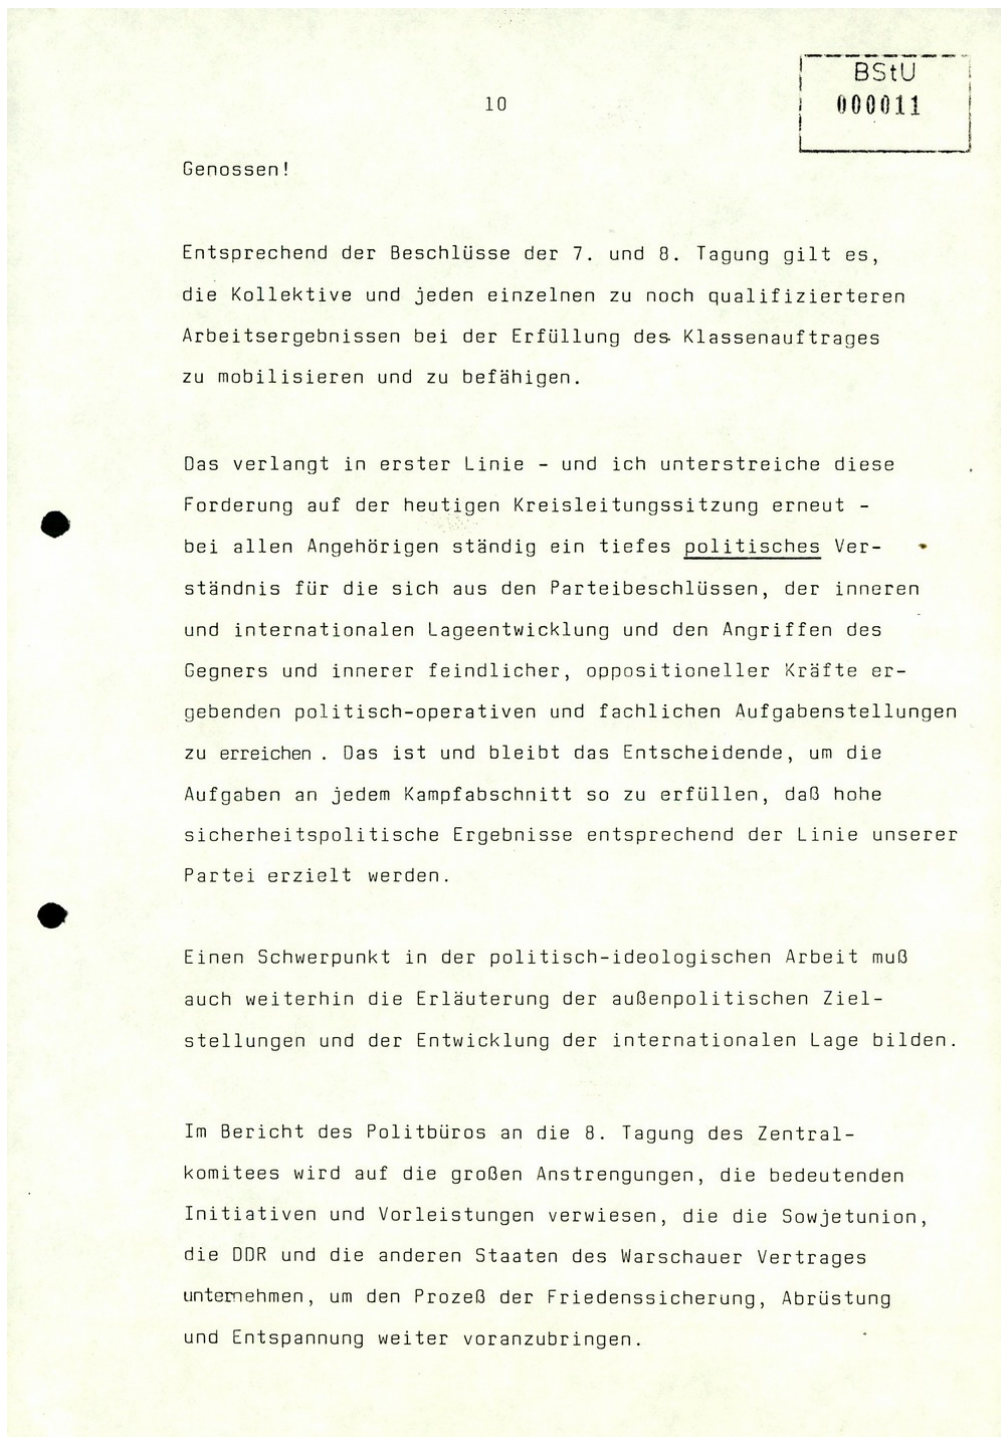 BStU
000011
10
Genossen!
Entsprechend der Beschlüsse der 7. und 8. Tagung gilt es,
die Kollektive und jeden einzelnen zu noch qualifizierteren
Arbeitsergebnissen bei der Erfüllung des Klassenauftrages
zu mobilisieren und zu befähigen.
Das verlangt in erster Linie - und ich unterstreiche diese
Forderung auf der heutigen Kreisleitungssitzung erneut -
bei allen Angehörigen ständig ein tiefes politisches Ver-
ständnis für die sich aus den Parteibeschlüssen, der inneren
und internationalen Lageentwicklung und den Angriffen des
Gegners und innerer feindlicher, oppositioneller Kräfte er-
gebenden politisch-operativen und fachlichen Aufgabenstellungen
zu erreichen. Das ist und bleibt das Entscheidende, um die
Aufgaben an jedem Kampfabschnitt so zu erfüllen, daß hohe
sicherheitspolitische Ergebnisse entsprechend der Linie unserer
Partei erzielt werden.
Einen Schwerpunkt in der politisch-ideologischen Arbeit muß
auch weiterhin die Erläuterung der außenpolitischen Ziel-
stellungen und der Entwicklung der internationalen Lage bilden.
Im Bericht des Politbüros an die 8. Tagung des Zentral-
komitees wird auf die großen Anstrengungen, die bedeutenden
Initiativen und Vorleistungen verwiesen, die die Sowjetunion,
die DDR und die anderen Staaten des Warschauer Vertrages
unternehmen, um den Prozeß der Friedenssicherung, Abrüstung
und Entspannung weiter voranzubringen.